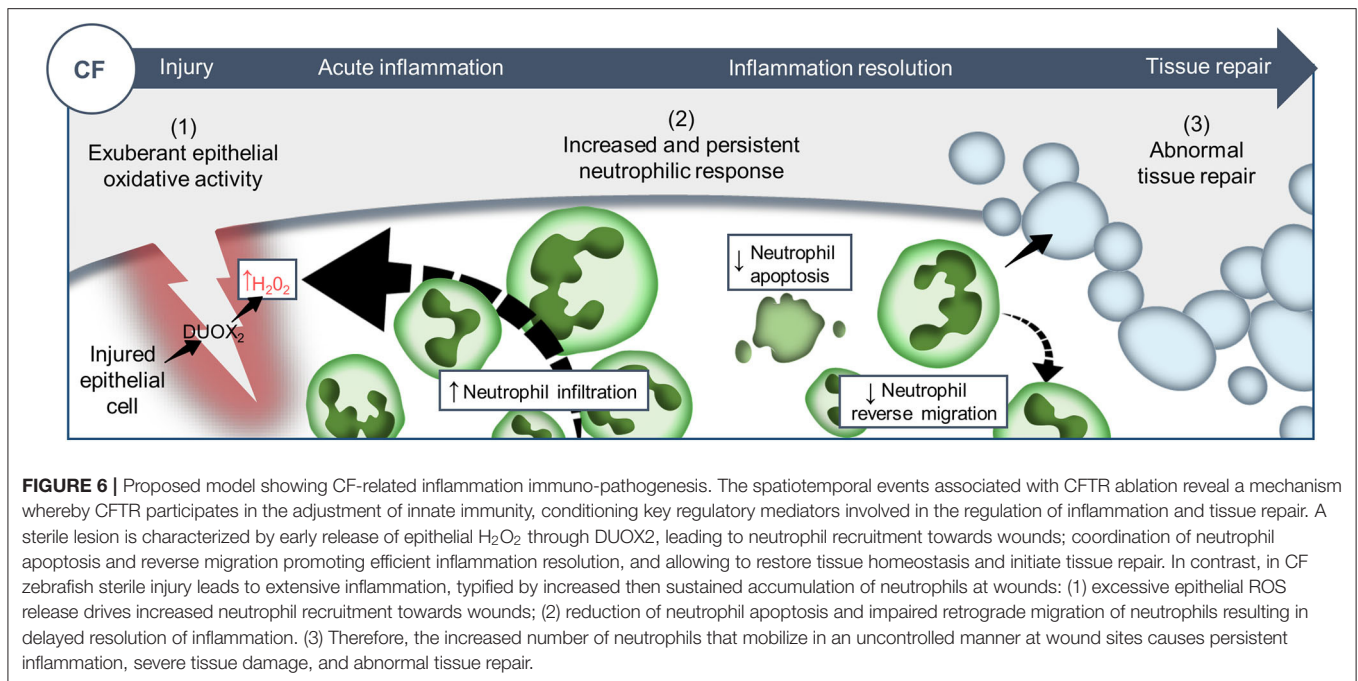 CF
Injury
Acute inflammation
Inflammation resolution
Tissue repair
(1)
Exuberant epithelial
oxidative activity
(2)
Increased and persistent
neutrophilic response
(3)
Abnormal
tissue repair
↑H₂0₂
DUOX₂
Injured
epithelial
cell
↑ Neutrophil infiltration
↓ Neutrophil
apoptosis
↓ Neutrophil
reverse migration
FIGURE 6 | Proposed model showing CF-related inflammation immuno-pathogenesis. The spatiotemporal events associated with CFTR ablation reveal a mechanism
whereby CFTR participates in the adjustment of innate immunity, conditioning key regulatory mediators involved in the regulation of inflammation and tissue repair. A
sterile lesion is characterized by early release of epithelial H₂O₂ through DUOX2, leading to neutrophil recruitment towards wounds; coordination of neutrophil
apoptosis and reverse migration promoting efficient inflammation resolution, and allowing to restore tissue homeostasis and initiate tissue repair. In contrast, in CF
zebrafish sterile injury leads to extensive inflammation, typified by increased then sustained accumulation of neutrophils at wounds: (1) excessive epithelial ROS
release drives increased neutrophil recruitment towards wounds; (2) reduction of neutrophil apoptosis and impaired retrograde migration of neutrophils resulting in
delayed resolution of inflammation. (3) Therefore, the increased number of neutrophils that mobilize in an uncontrolled manner at wound sites causes persistent
inflammation, severe tissue damage, and abnormal tissue repair.